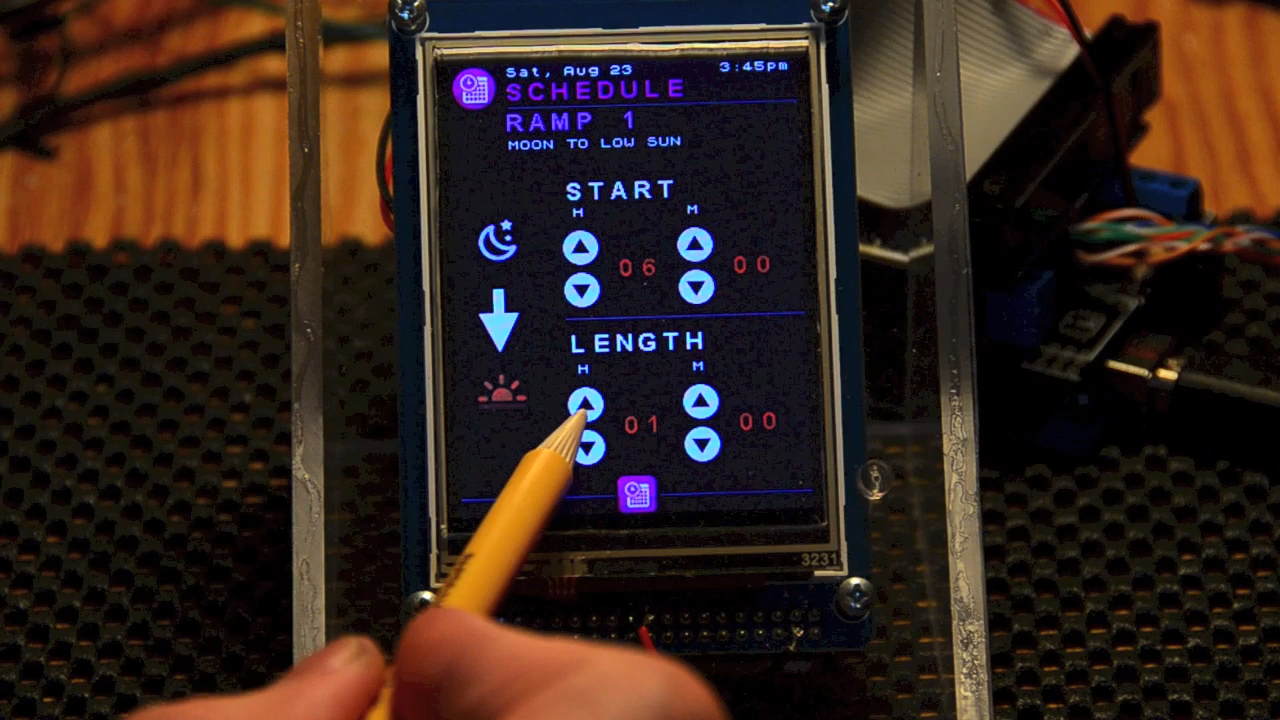 Sat, Aug 23 3:45pm
SCHEDULE
RAMP 1
MOON TO LOW SUN
START
H M
06 00
LENGTH
H M
01 00
3231